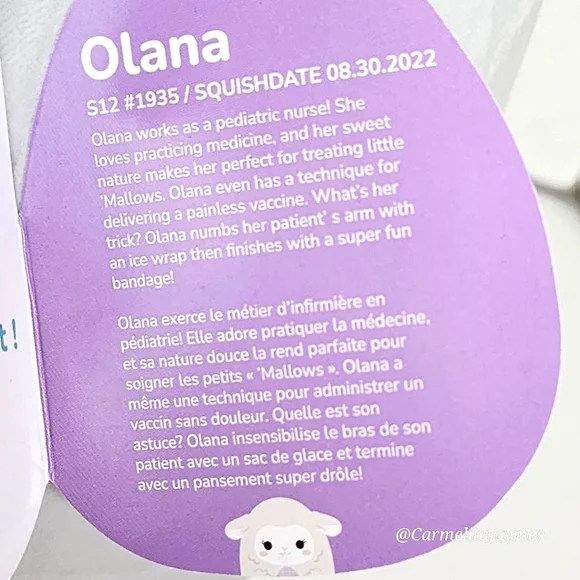 Olana
S12 #1935 / SQUISHDATE 08.30.2022
Olana works as a pediatric nurse! She
loves practicing medicine, and her sweet
nature makes her perfect for treating little
'Mallows. Olana even has a technique for
delivering a painless vaccine. What's her
trick? Olana numbs her patient' s arm with
an ice wrap then finishes with a super fun
bandage!
Olana exerce le métier d'infirmière en
pédiatrie! Elle adore pratiquer la médecine,
et sa nature douce la rend parfaite pour
soigner les petits « 'Mallows ». Olana a
même une technique pour administrer un
vaccin sans douleur. Quelle est son
astuce? Olana insensibilise le bras de son
patient avec un sac de glace et termine
avec un pansement super drôle!
t!